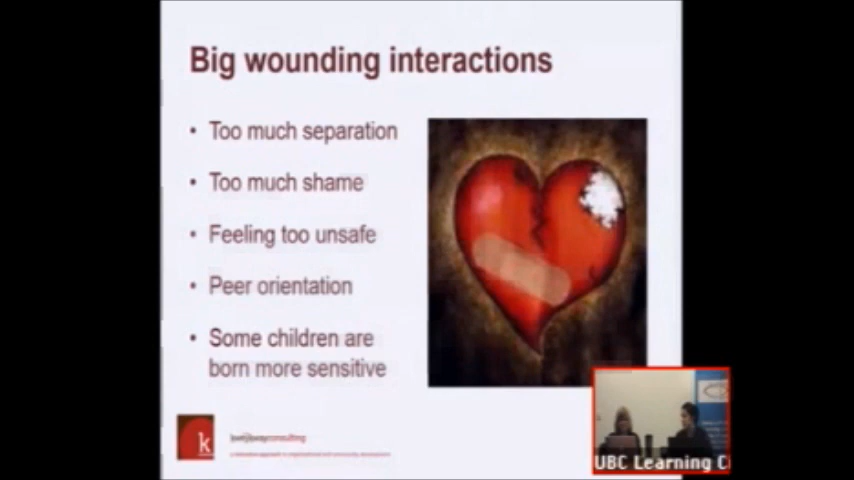 Big wounding interactions
• Too much separation
• Too much shame
• Feeling too unsafe
• Peer orientation
• Some children are
born more sensitive
k
UBC Learning Ci